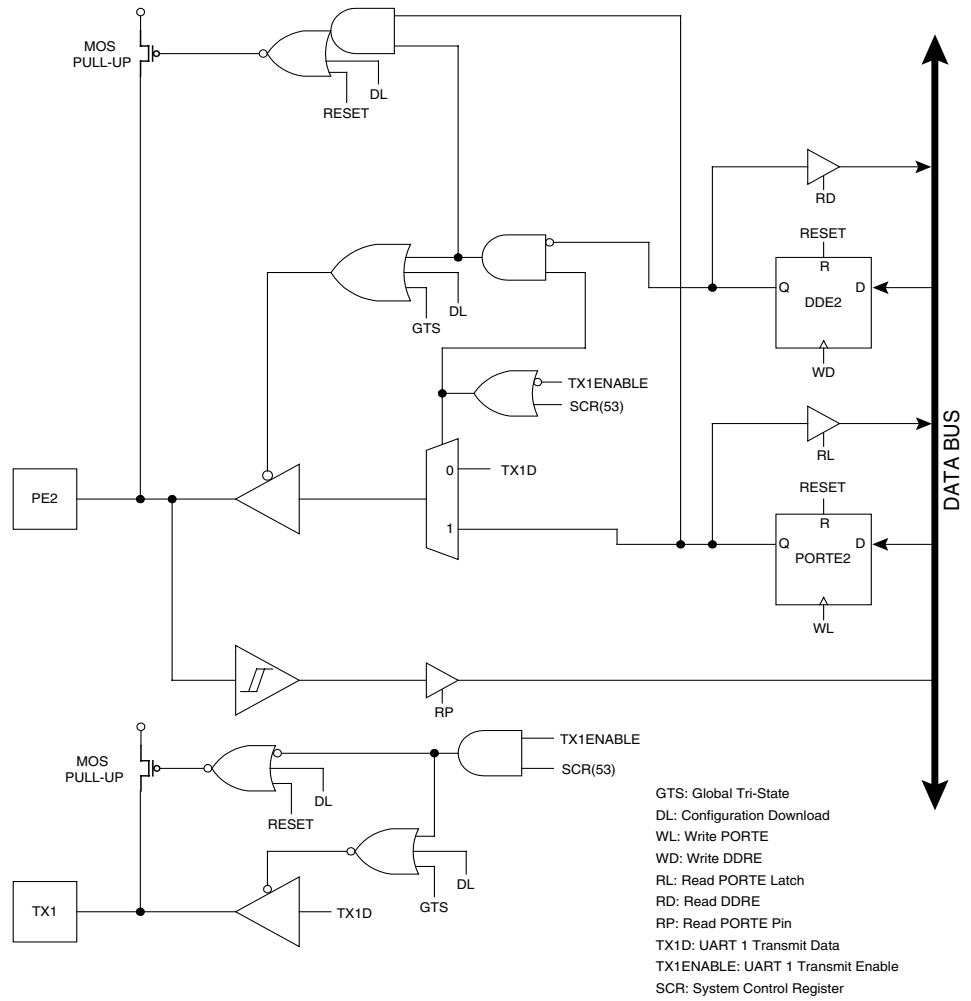 MOS
PULL-UP
DL
RESET
RD
RESET
R
Q
D
DDE2
WD
DL
GTS
TX1ENABLE
SCR(53)
RL
DATA BUS
0
TX1D
PE2
RESET
R
1
Q
D
PORTE2
WL
RP
MOS
PULL-UP
TX1ENABLE
SCR(53)
DL
RESET
DL
GTS
TX1
TX1D
GTS: Global Tri-State
DL: Configuration Download
WL: Write PORTE
WD: Write DDRE
RL: Read PORTE Latch
RD: Read DDRE
RP: Read PORTE Pin
TX1D: UART 1 Transmit Data
TX1ENABLE: UART 1 Transmit Enable
SCR: System Control Register